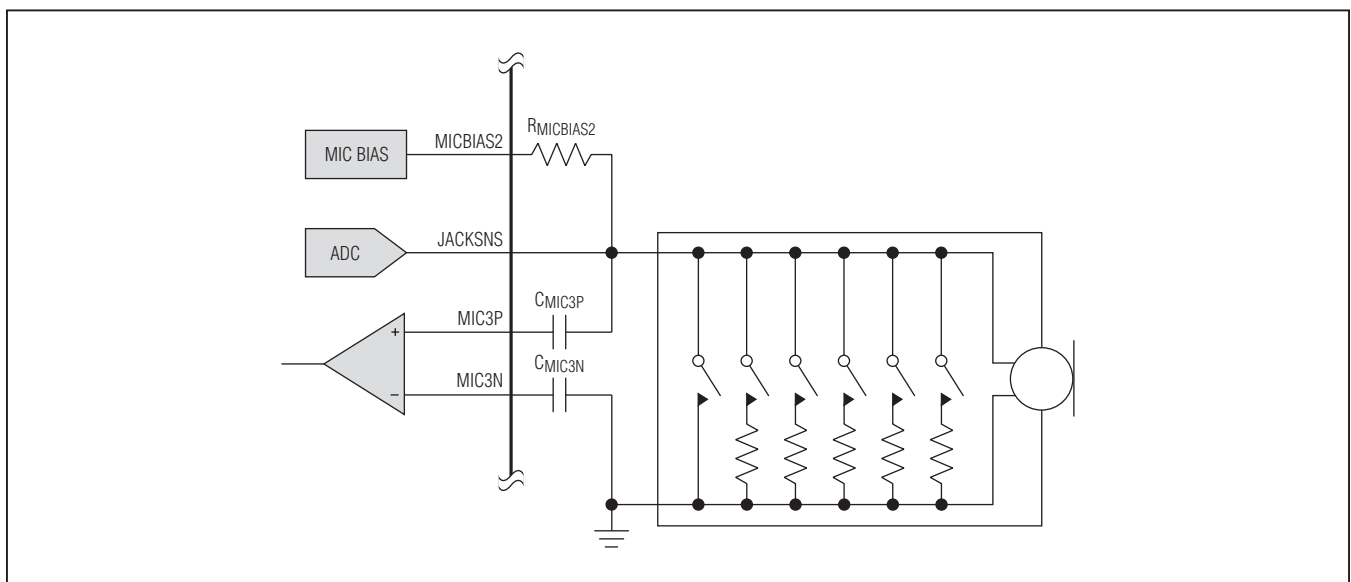 MIC BIAS
MICBIAS2
RMICBIAS2
ADC
JACKSNS
CMIC3P
MIC3P
+
CMIC3N
MIC3N
−